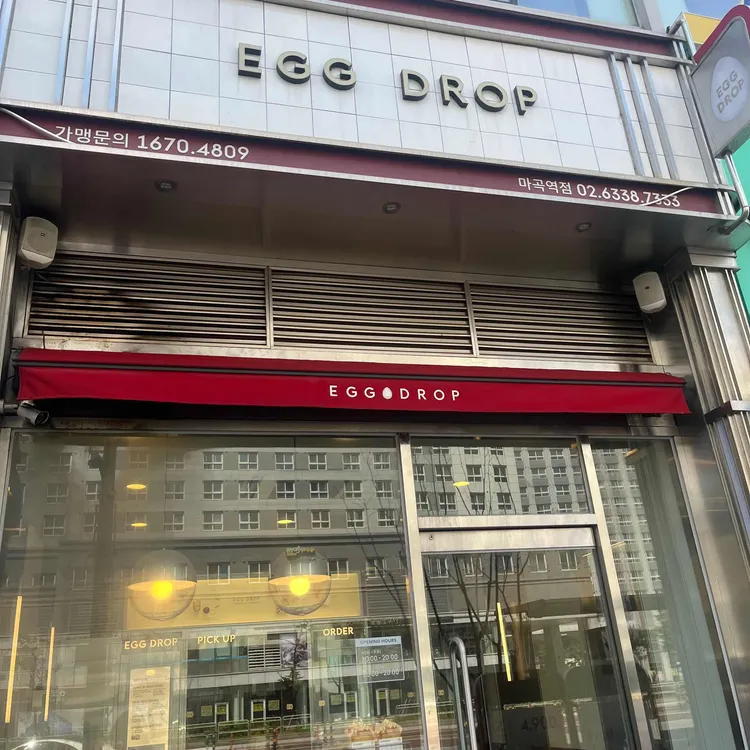 EGG DROP
EGG DROP
가맹문의 1670.4809
마곡역점 02.6338.7333
EGG DROP
EGG DROP
PICK UP
ORDER
OPENING HOURS